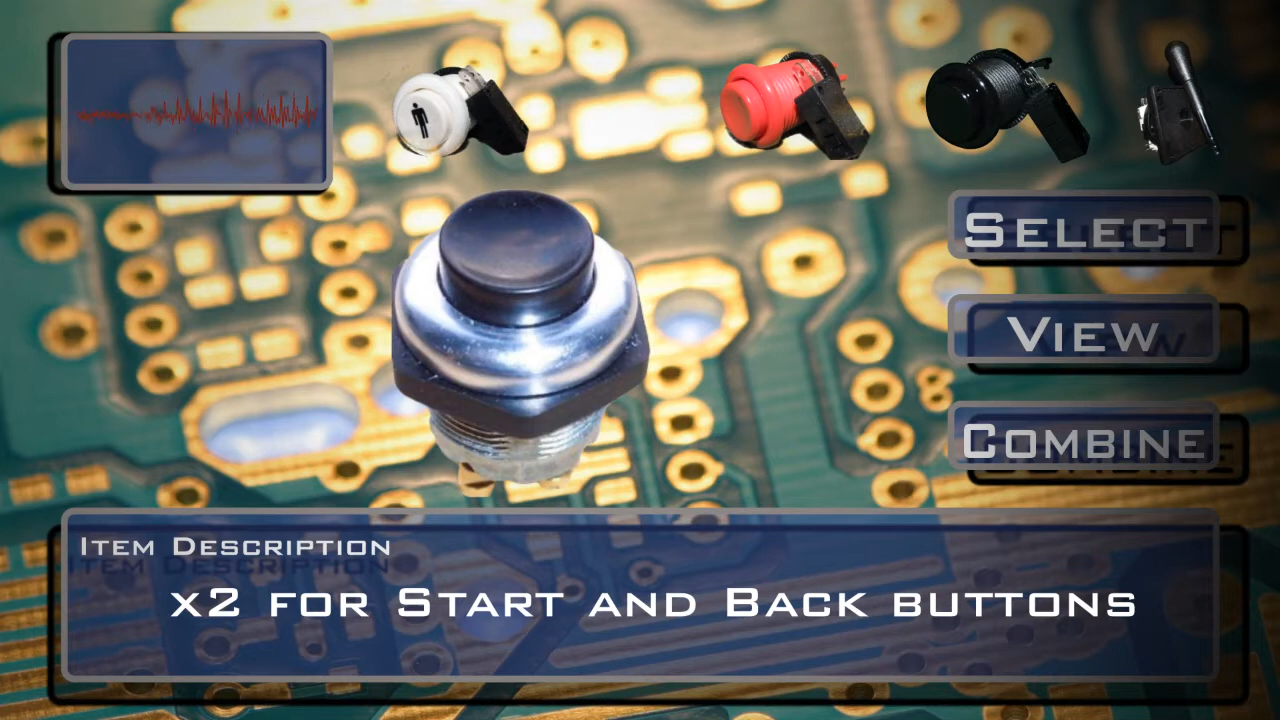 Select
View
Combine
Item Description
x2 for Start and Back buttons